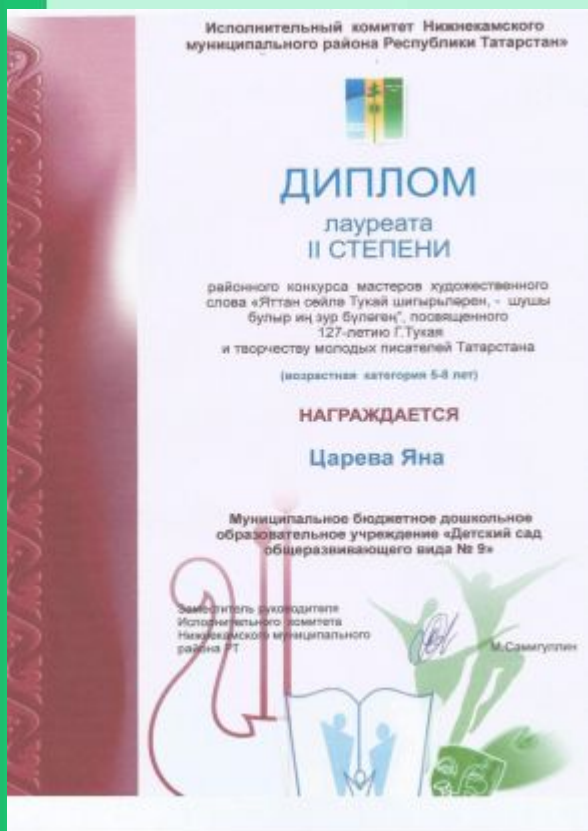 Исполнительный комитет Нижнекамского
муниципального района Республики Татарстан»
ДИПЛОМ
лауреата
II СТЕПЕНИ
районного конкурса мастеров художественного
слова «Яттан сөйлә Тукай шигырьләрен, - шушы
булыр иң зур бүләгең", посвященного
127-летию Г.Тукая
и творчеству молодых писателей Татарстана
(возрастная категория 5-8 лет)
НАГРАЖДАЕТСЯ
Царева Яна
Муниципальное бюджетное дошкольное
образовательное учреждение «Детский сад
общеразвивающего вида № 9»
Заместитель руководителя
Исполнительного комитета
Нижнекамского муниципального
района РТ
М.Самигуллин